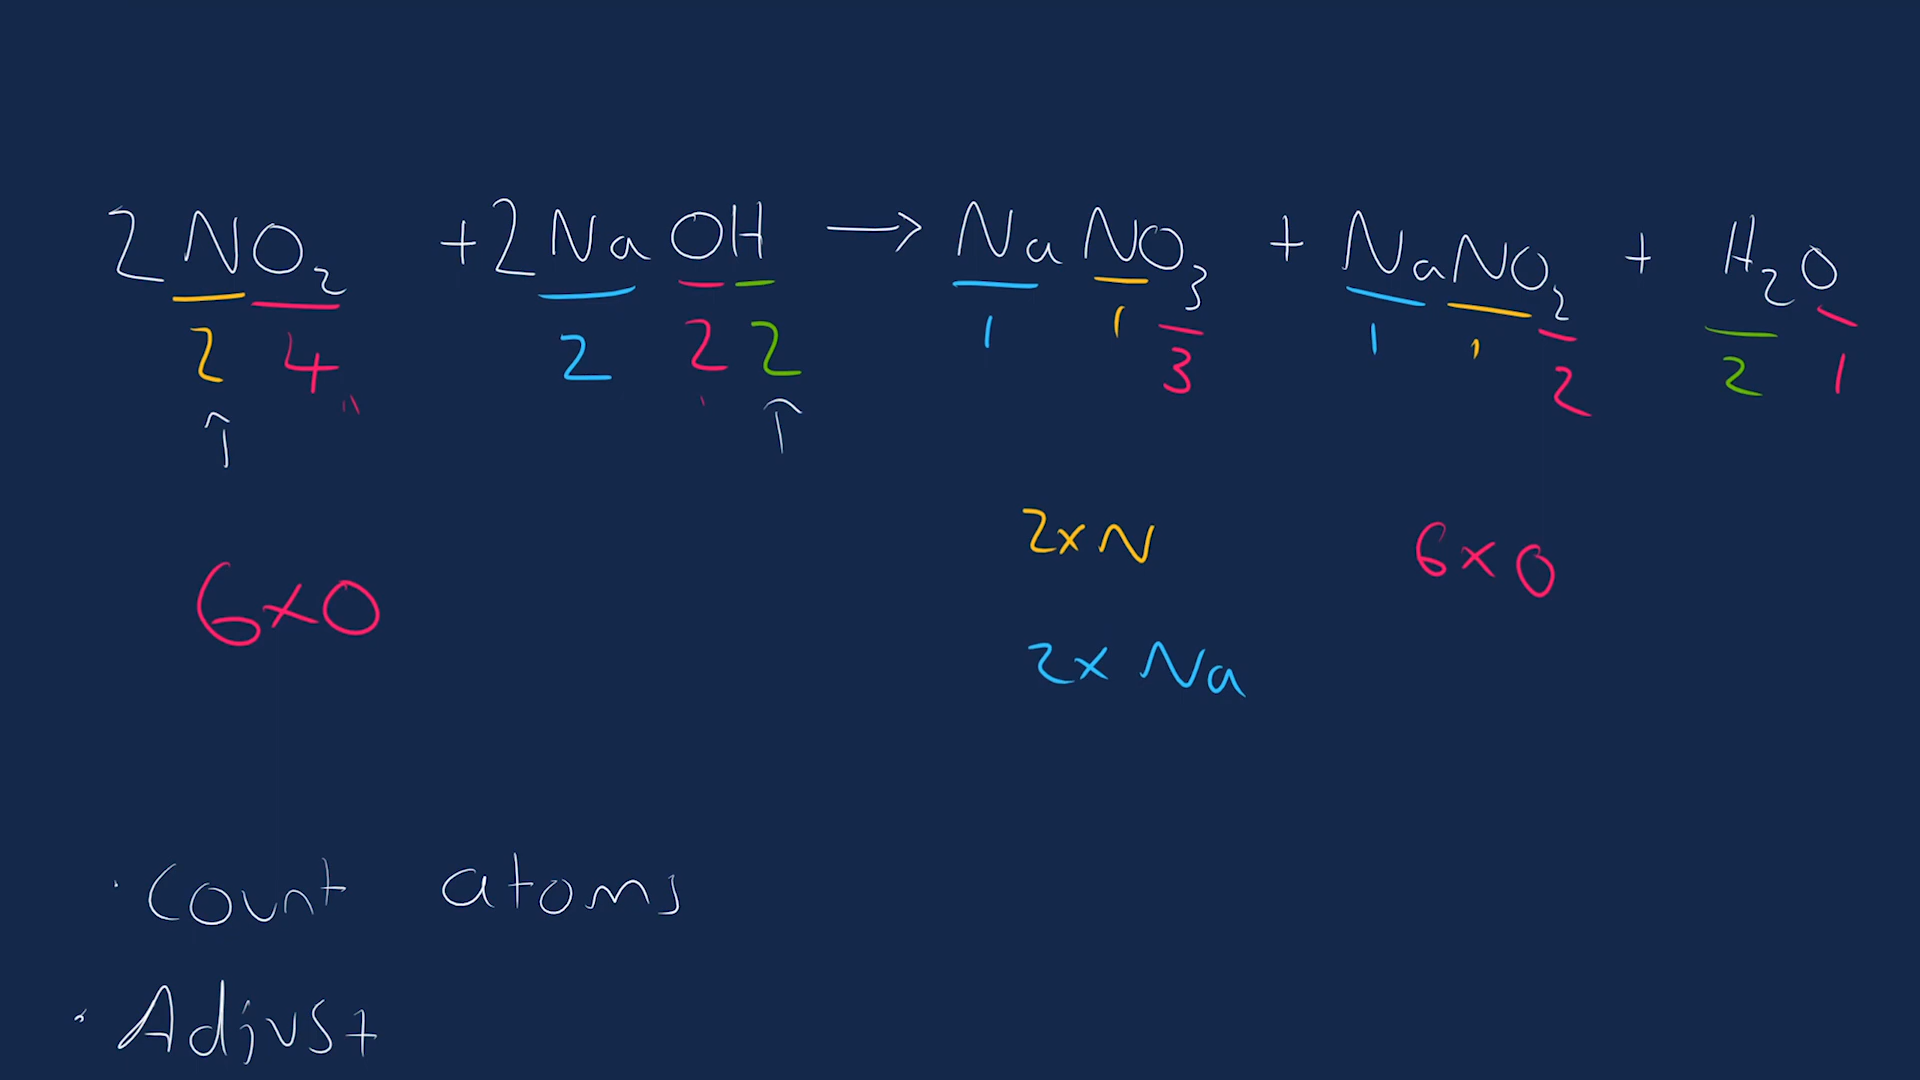 2NO₂ + 2NaOH → NaNO₃ + NaNO₂ + H₂O
2 4 2 2 2 1 1 3 1 1 2 2 1
↑ ↑
2xN 6xO
6xO
2x Na
· Count atoms
· Adjust